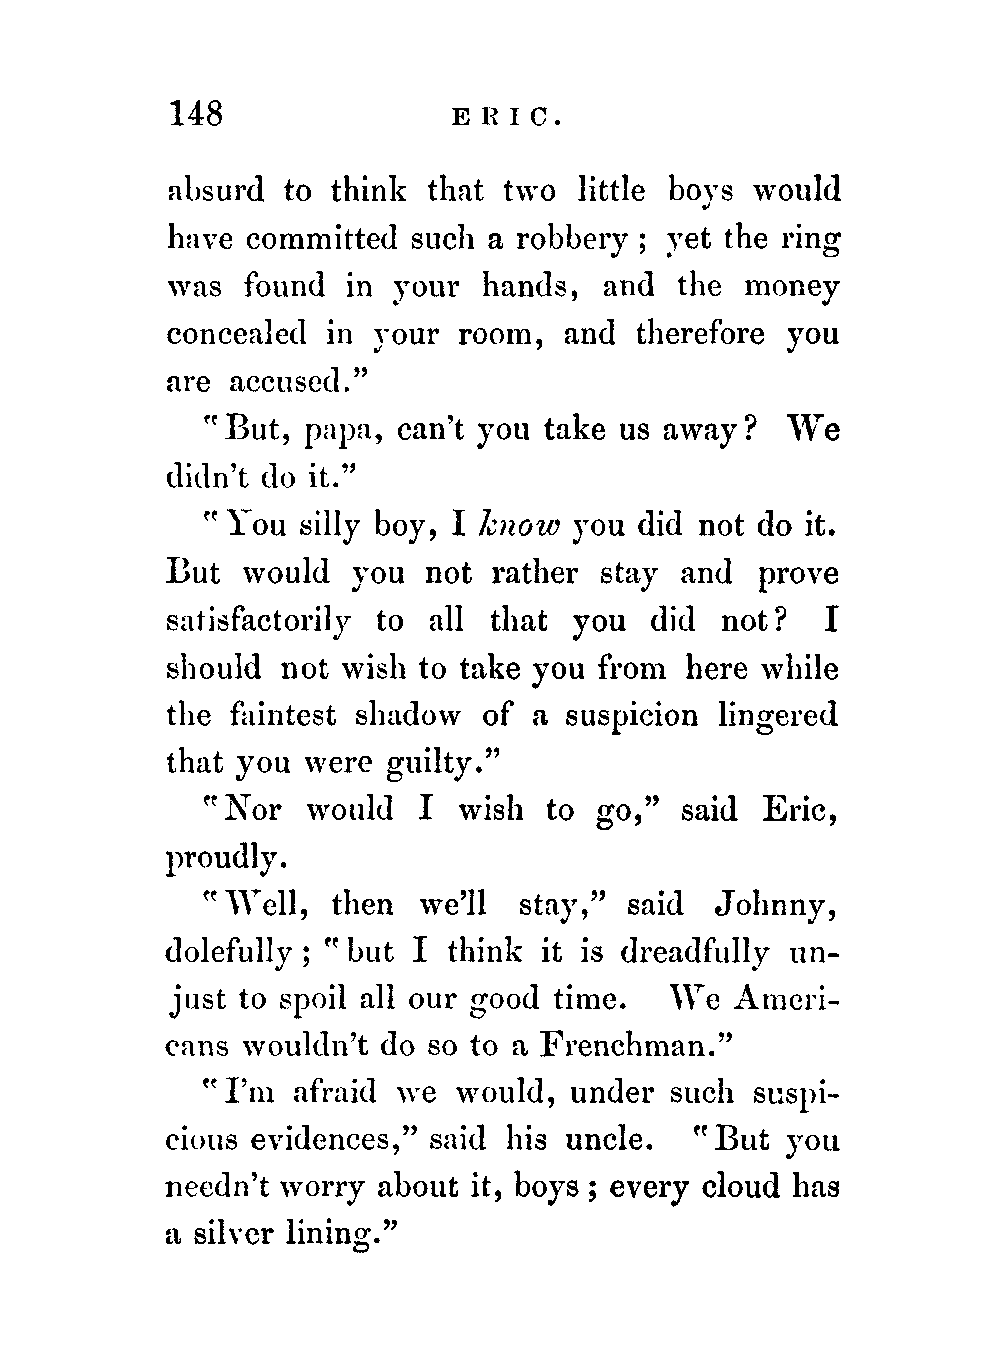 148 ERIC.
absurd to think that two little boys would
have committed such a robbery ; yet the ring
was found in your hands, and the money
concealed in your room, and therefore you
are accused.”
“But, papa, can’t you take us away? We
didn’t do it.”
“You silly boy, I know you did not do it.
But would you not rather stay and prove
satisfactorily to all that you did not? I
should not wish to take you from here while
the faintest shadow of a suspicion lingered
that you were guilty.”
“Nor would I wish to go,” said Eric,
proudly.
“Well, then we’ll stay,” said Johnny,
dolefully ; “but I think it is dreadfully un-
just to spoil all our good time. We Ameri-
cans wouldn’t do so to a Frenchman.”
“I’m afraid we would, under such suspi-
cious evidences,” said his uncle. “But you
needn’t worry about it, boys ; every cloud has
a silver lining.”